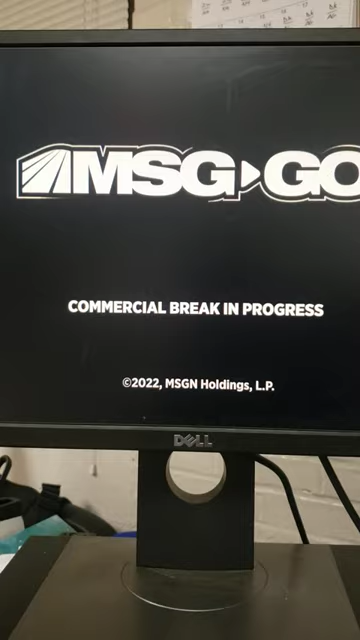 MSG GO
COMMERCIAL BREAK IN PROGRESS
©2022, MSGN Holdings, L.P.
DELL